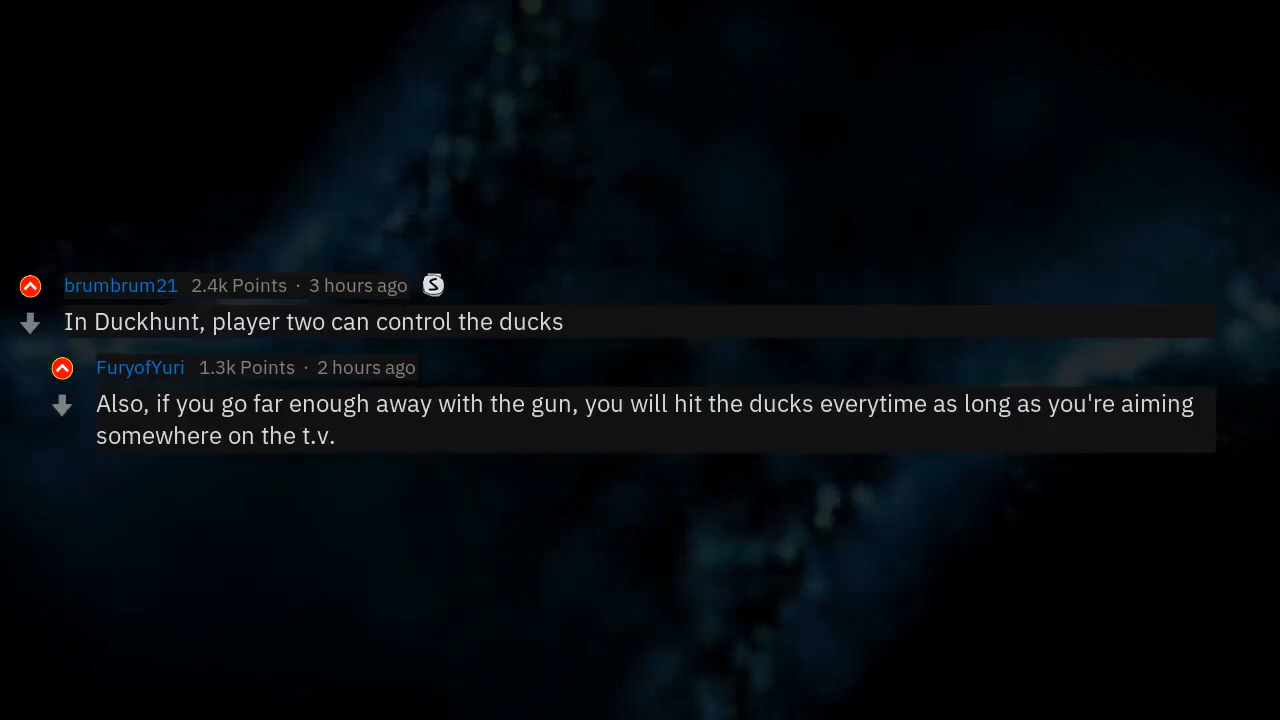 brumbrum21 2.4k Points · 3 hours ago
In Duckhunt, player two can control the ducks
FuryofYuri 1.3k Points · 2 hours ago
Also, if you go far enough away with the gun, you will hit the ducks everytime as long as you're aiming
somewhere on the t.v.